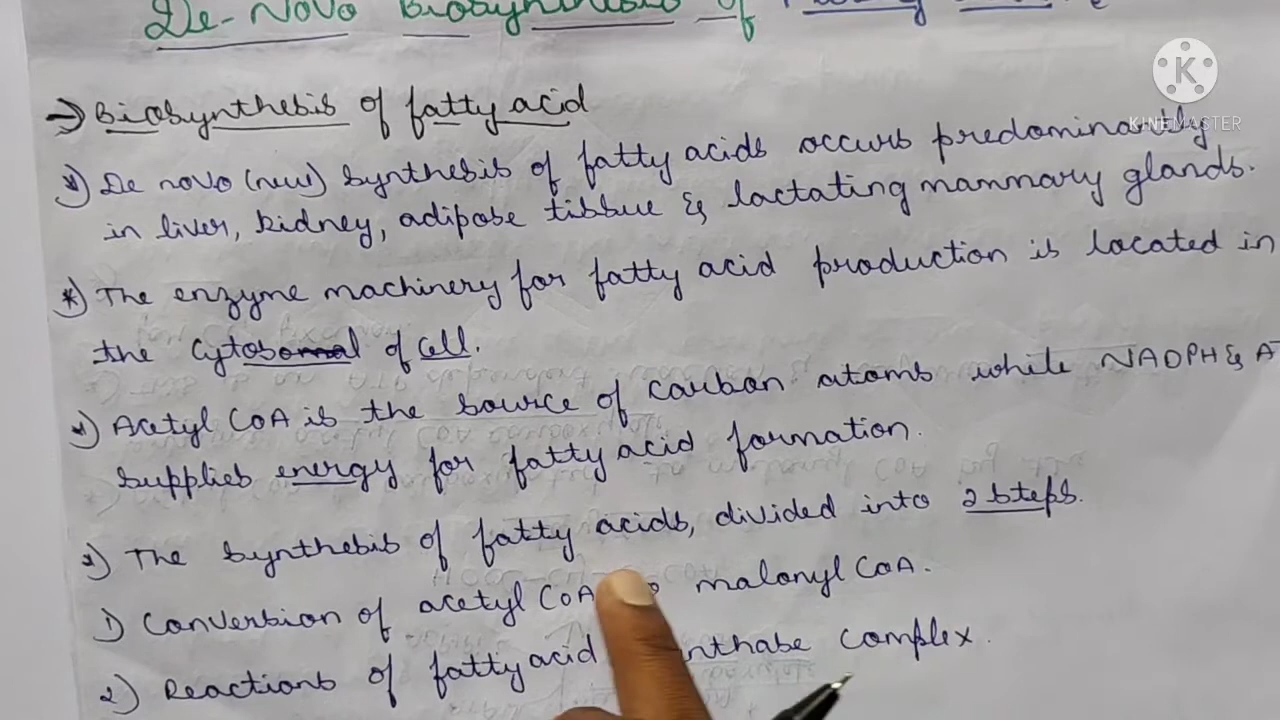 De-Novo Biosynthesis of
→ Biosynthesis of fatty acid
KINEMASTER
*) De novo (new) synthesis of fatty acids occurs predominantly
in liver, kidney, adipose tissue & lactating mammary glands.
*) The enzyme machinery for fatty acid production is located in
the cytosomal of cell.
*) Acetyl CoA is the source of carbon atoms while NADPH &
supplies energy for fatty acid formation.
*) The synthesis of fatty acids, divided into 2 steps.
1) Conversion of acetyl CoA malonyl CoA.
2) Reactions of fatty acid complex.